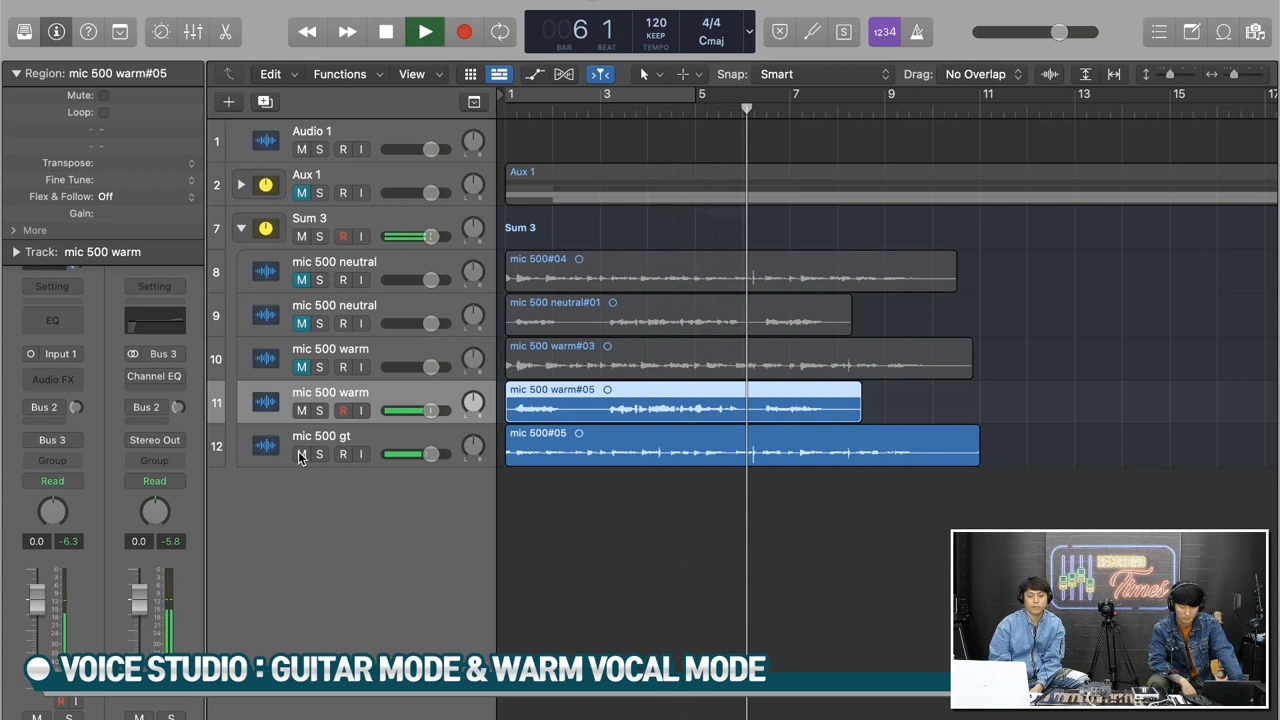 6 1
BAR BEAT
120
KEEP
TEMPO
4/4
Cmaj
S
1234
Region: mic 500 warm#05
Mute:
Loop:
Transpose:
Fine Tune:
Flex & Follow: Off
Gain:
More
Track: mic 500 warm
Edit Functions View
Snap: Smart
Drag: No Overlap
1 3 5 7 9 11 13 15 17
1 Audio 1
M S R I
2 Aux 1
M S R I
Aux 1
7 Sum 3
M S R I
Sum 3
8 mic 500 neutral
M S R I
mic 500#04
9 mic 500 neutral
M S R I
mic 500 neutral#01
10 mic 500 warm
M S R I
mic 500 warm#03
11 mic 500 warm
M S R I
mic 500 warm#05
12 mic 500 gt
M S R I
mic 500#05
Setting Setting
EQ
Input 1 Bus 3
Audio FX Channel EQ
Bus 2 Bus 2
Bus 3 Stereo Out
Group Group
Read Read
0.0 -6.3 0.0 -5.8
R I
M S M S
RECORDING
Times
VOICE STUDIO : GUITAR MODE & WARM VOCAL MODE